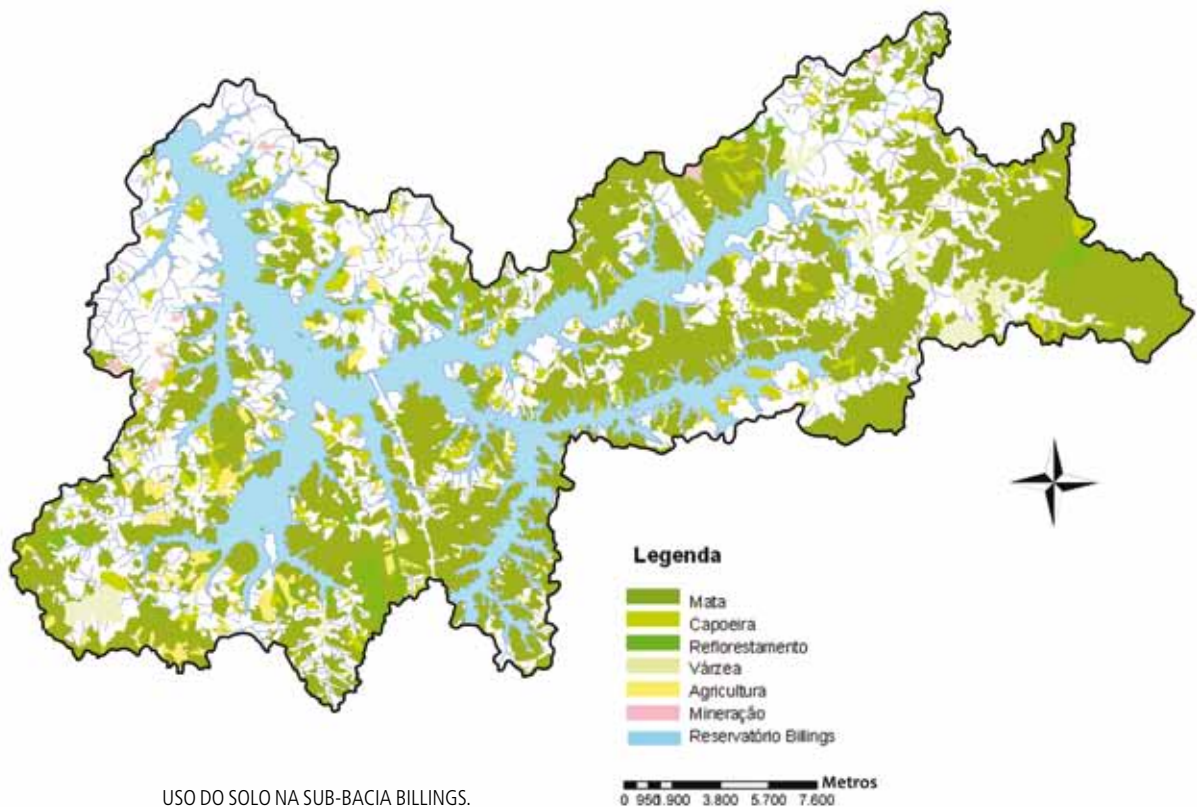 Legenda
Mata
Capoeira
Reflorestamento
Várzea
Agricultura
Mineração
Reservatório Billings
Metros
0 950 1.900 3.800 5.700 7.600
USO DO SOLO NA SUB-BACIA BILLINGS.